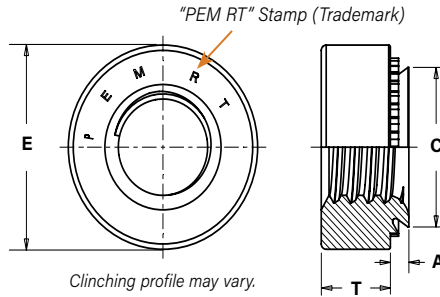 "PEM RT" Stamp (Trademark)
P E M R T
E
C
A
T
Clinching profile may vary.